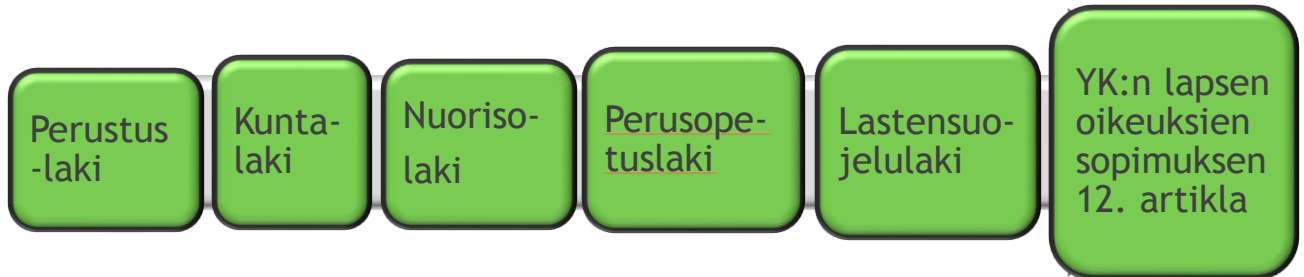 Perustus
-laki
Kunta-
laki
Nuoriso-
laki
Perusope-
tuslaki
Lastensuo-
jelulaki
YK:n lapsen
oikeuksien
sopimuksen
12. artikla